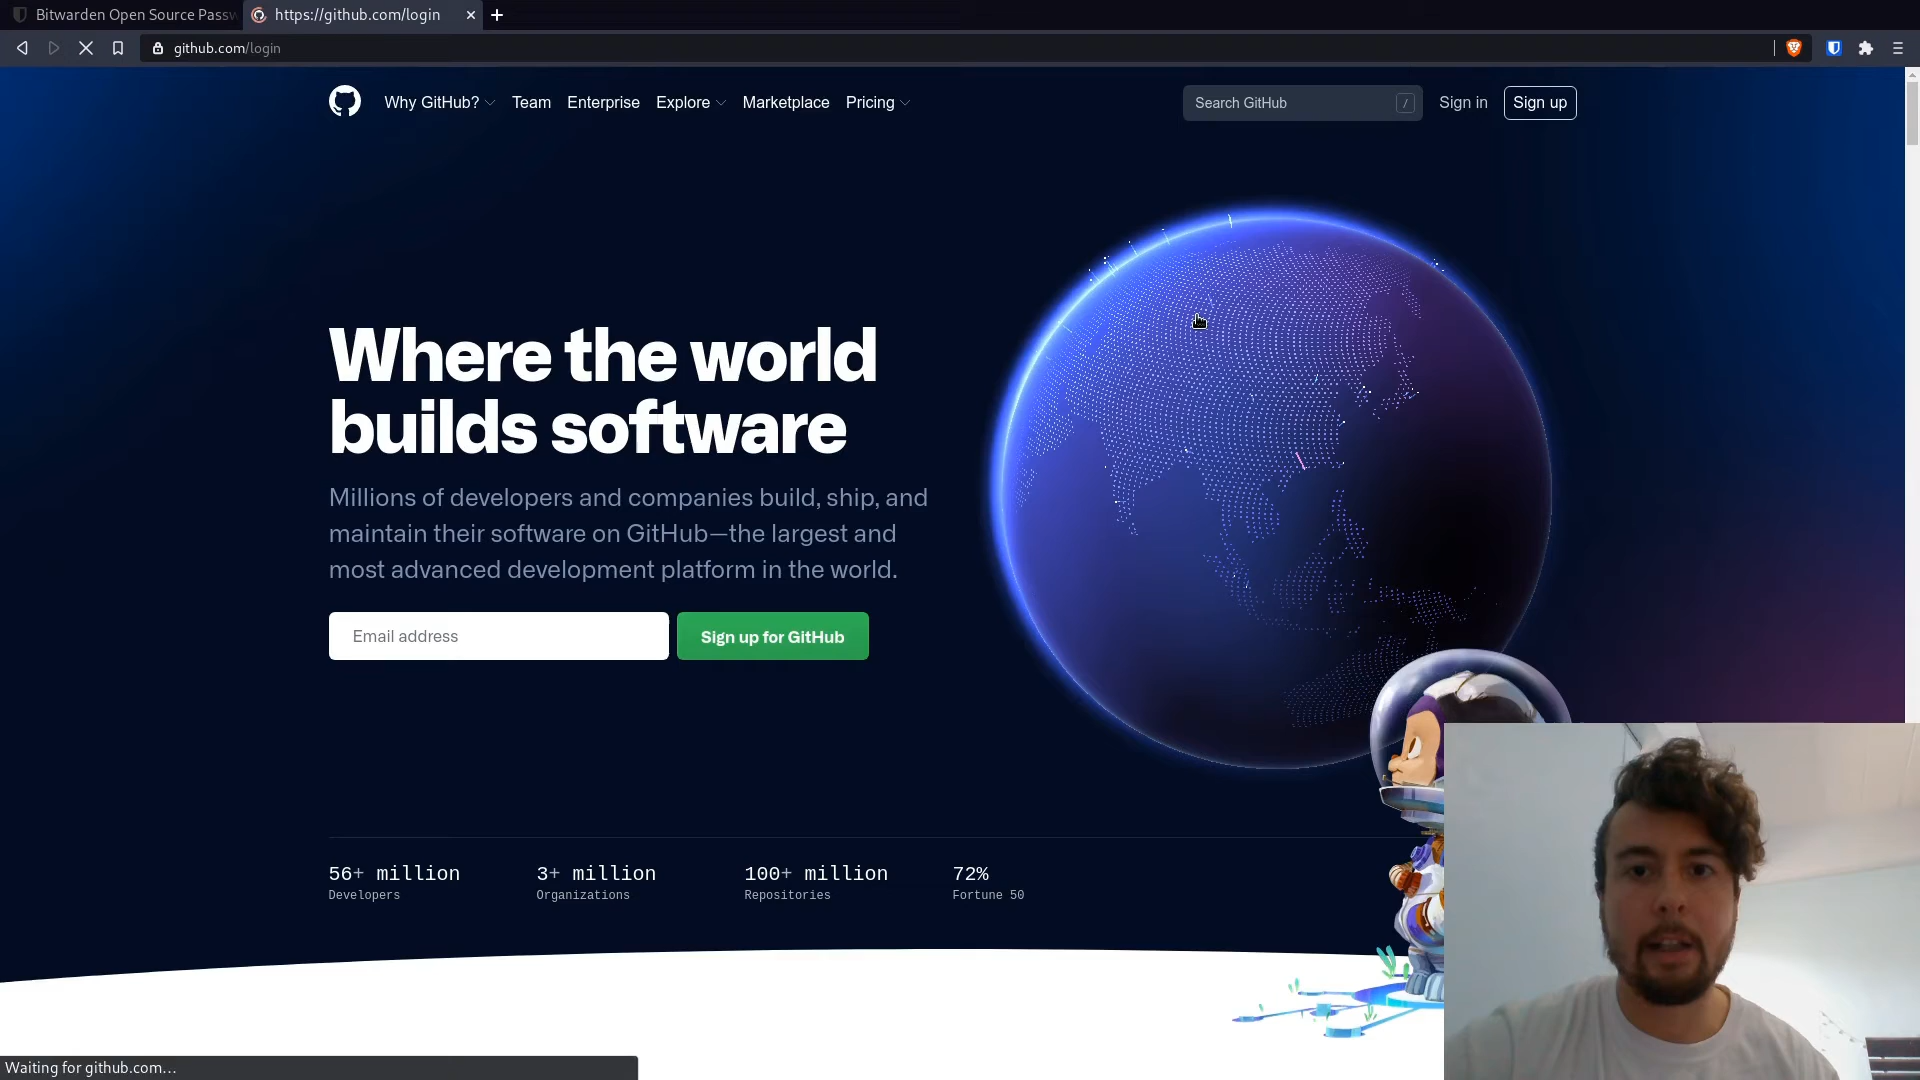 Bitwarden Open Source Passw
https://github.com/login
github.com/login
Why GitHub?
Team
Enterprise
Explore
Marketplace
Pricing
Search GitHub
/
Sign in
Sign up
Where the world
builds software
Millions of developers and companies build, ship, and
maintain their software on GitHub—the largest and
most advanced development platform in the world.
Email address
Sign up for GitHub
56+ million
Developers
3+ million
Organizations
100+ million
Repositories
72%
Fortune 50
Waiting for github.com...